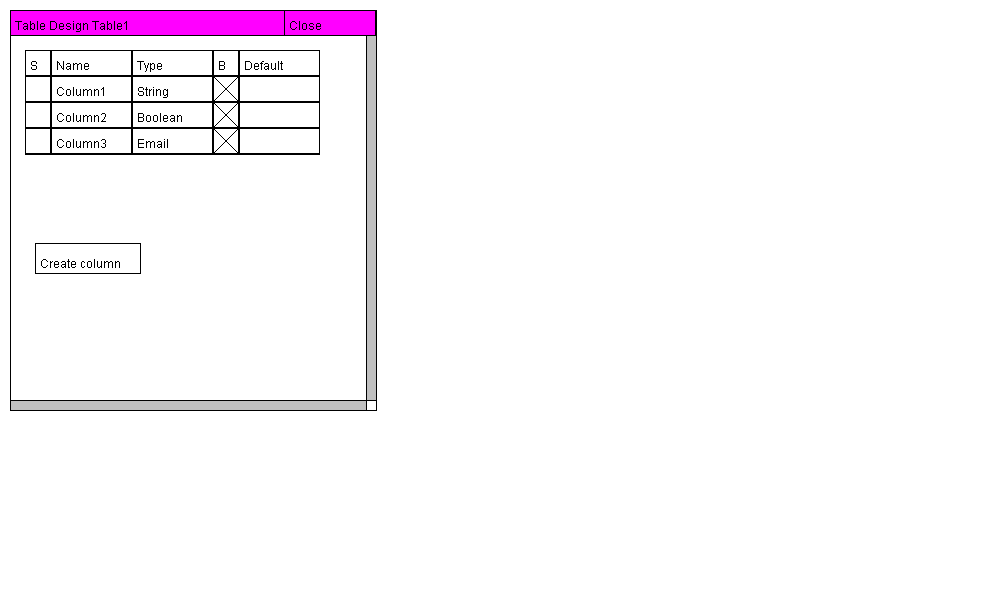 Table Design Table1 Close
S Name Type B Default
Column1 String
Column2 Boolean
Column3 Email
Create column